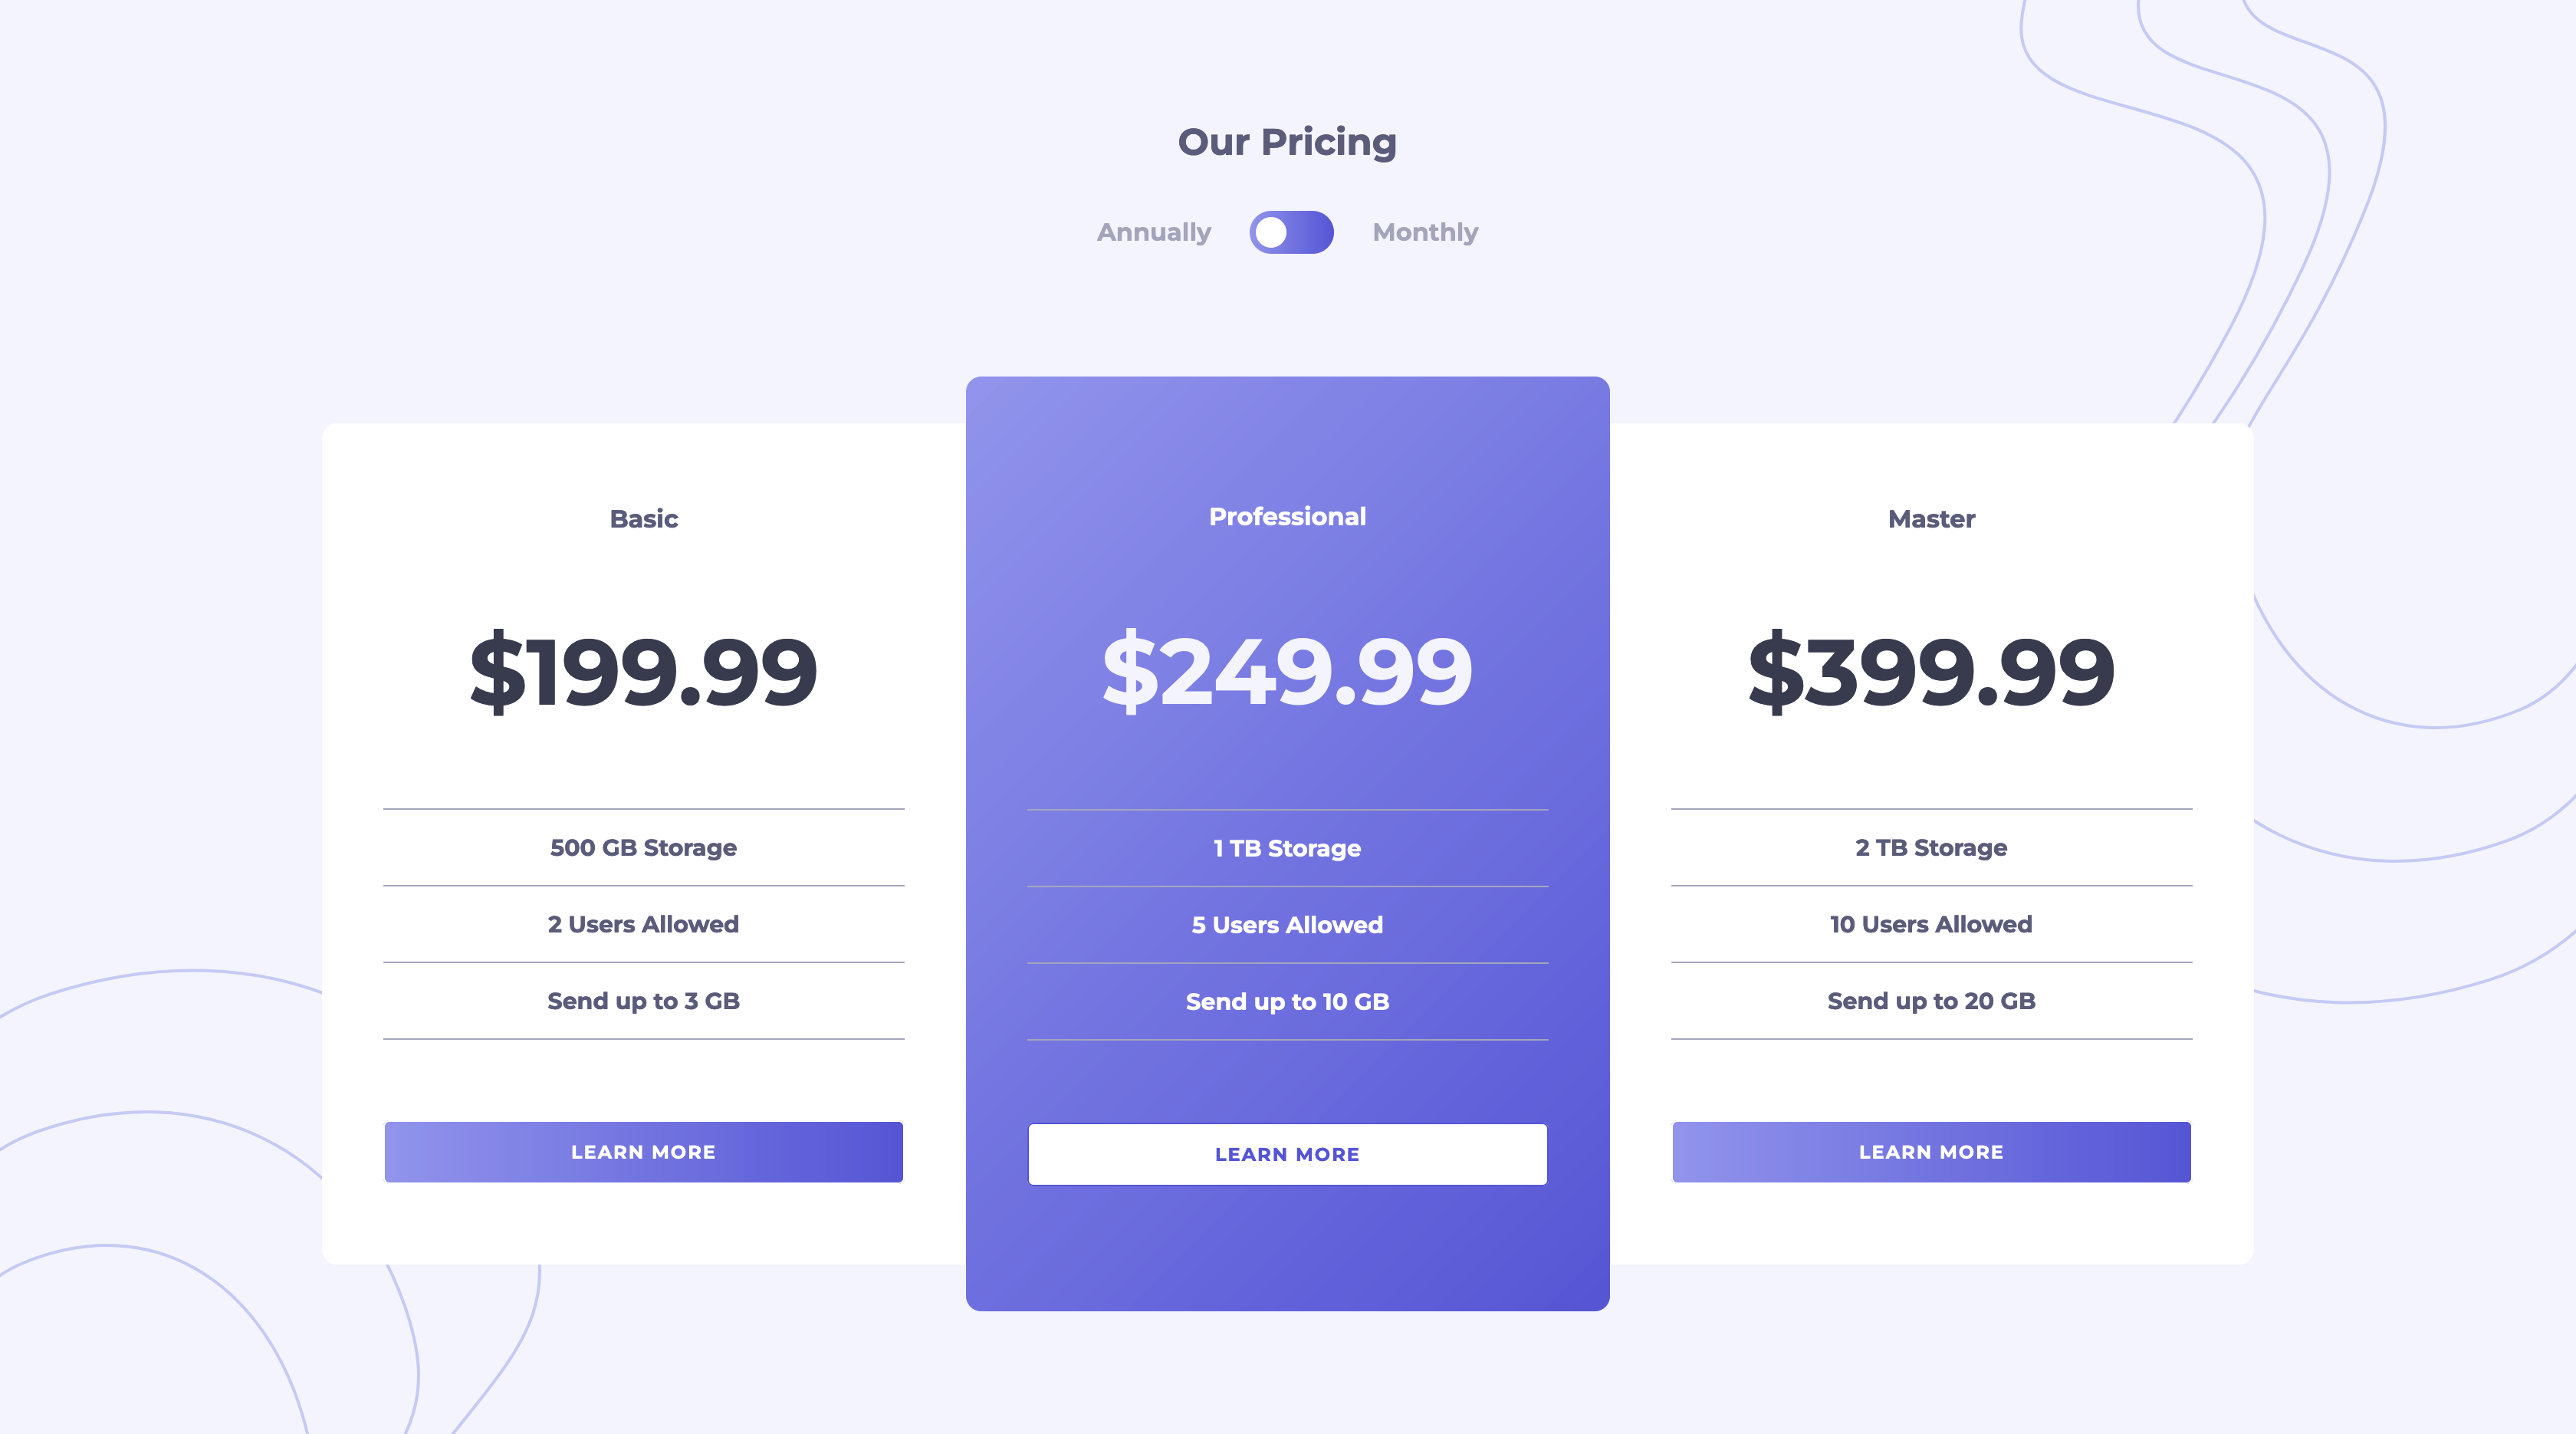 Our Pricing
Annually
Monthly
Basic
$199.99
500 GB Storage
2 Users Allowed
Send up to 3 GB
LEARN MORE
Professional
$249.99
1 TB Storage
5 Users Allowed
Send up to 10 GB
LEARN MORE
Master
$399.99
2 TB Storage
10 Users Allowed
Send up to 20 GB
LEARN MORE